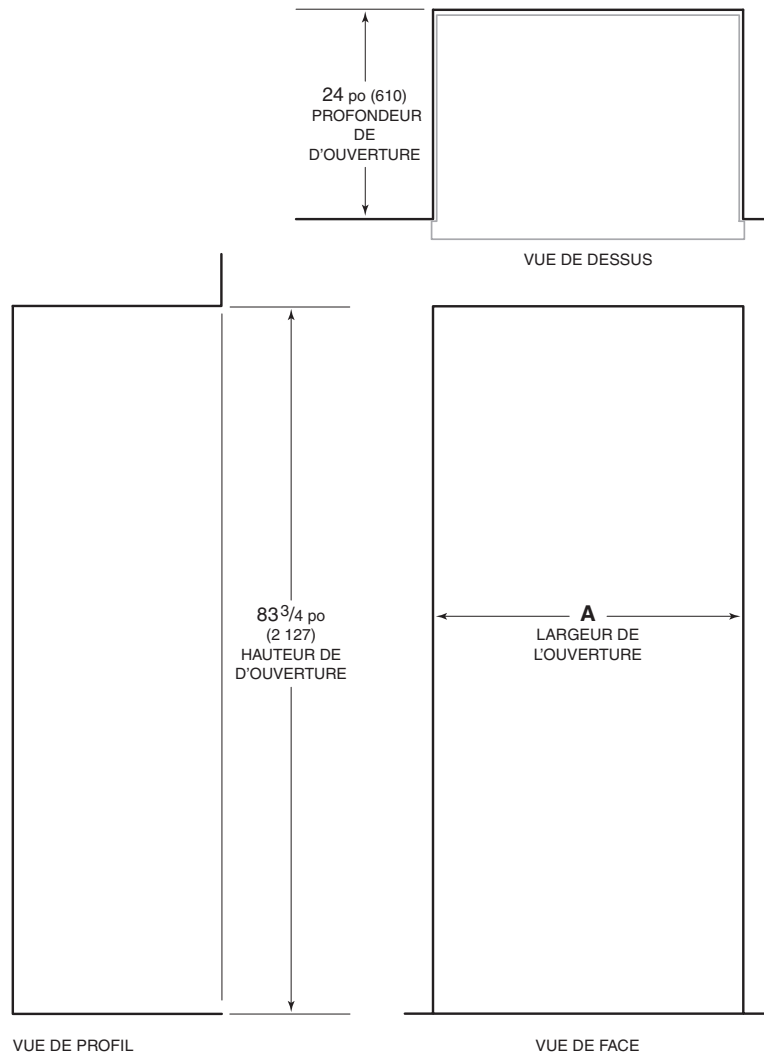 24 po (610)
PROFONDEUR
DE
D'OUVERTURE
VUE DE DESSUS
83 3/4 po
(2 127)
HAUTEUR DE
D'OUVERTURE
A
LARGEUR DE
L'OUVERTURE
VUE DE PROFIL
VUE DE FACE